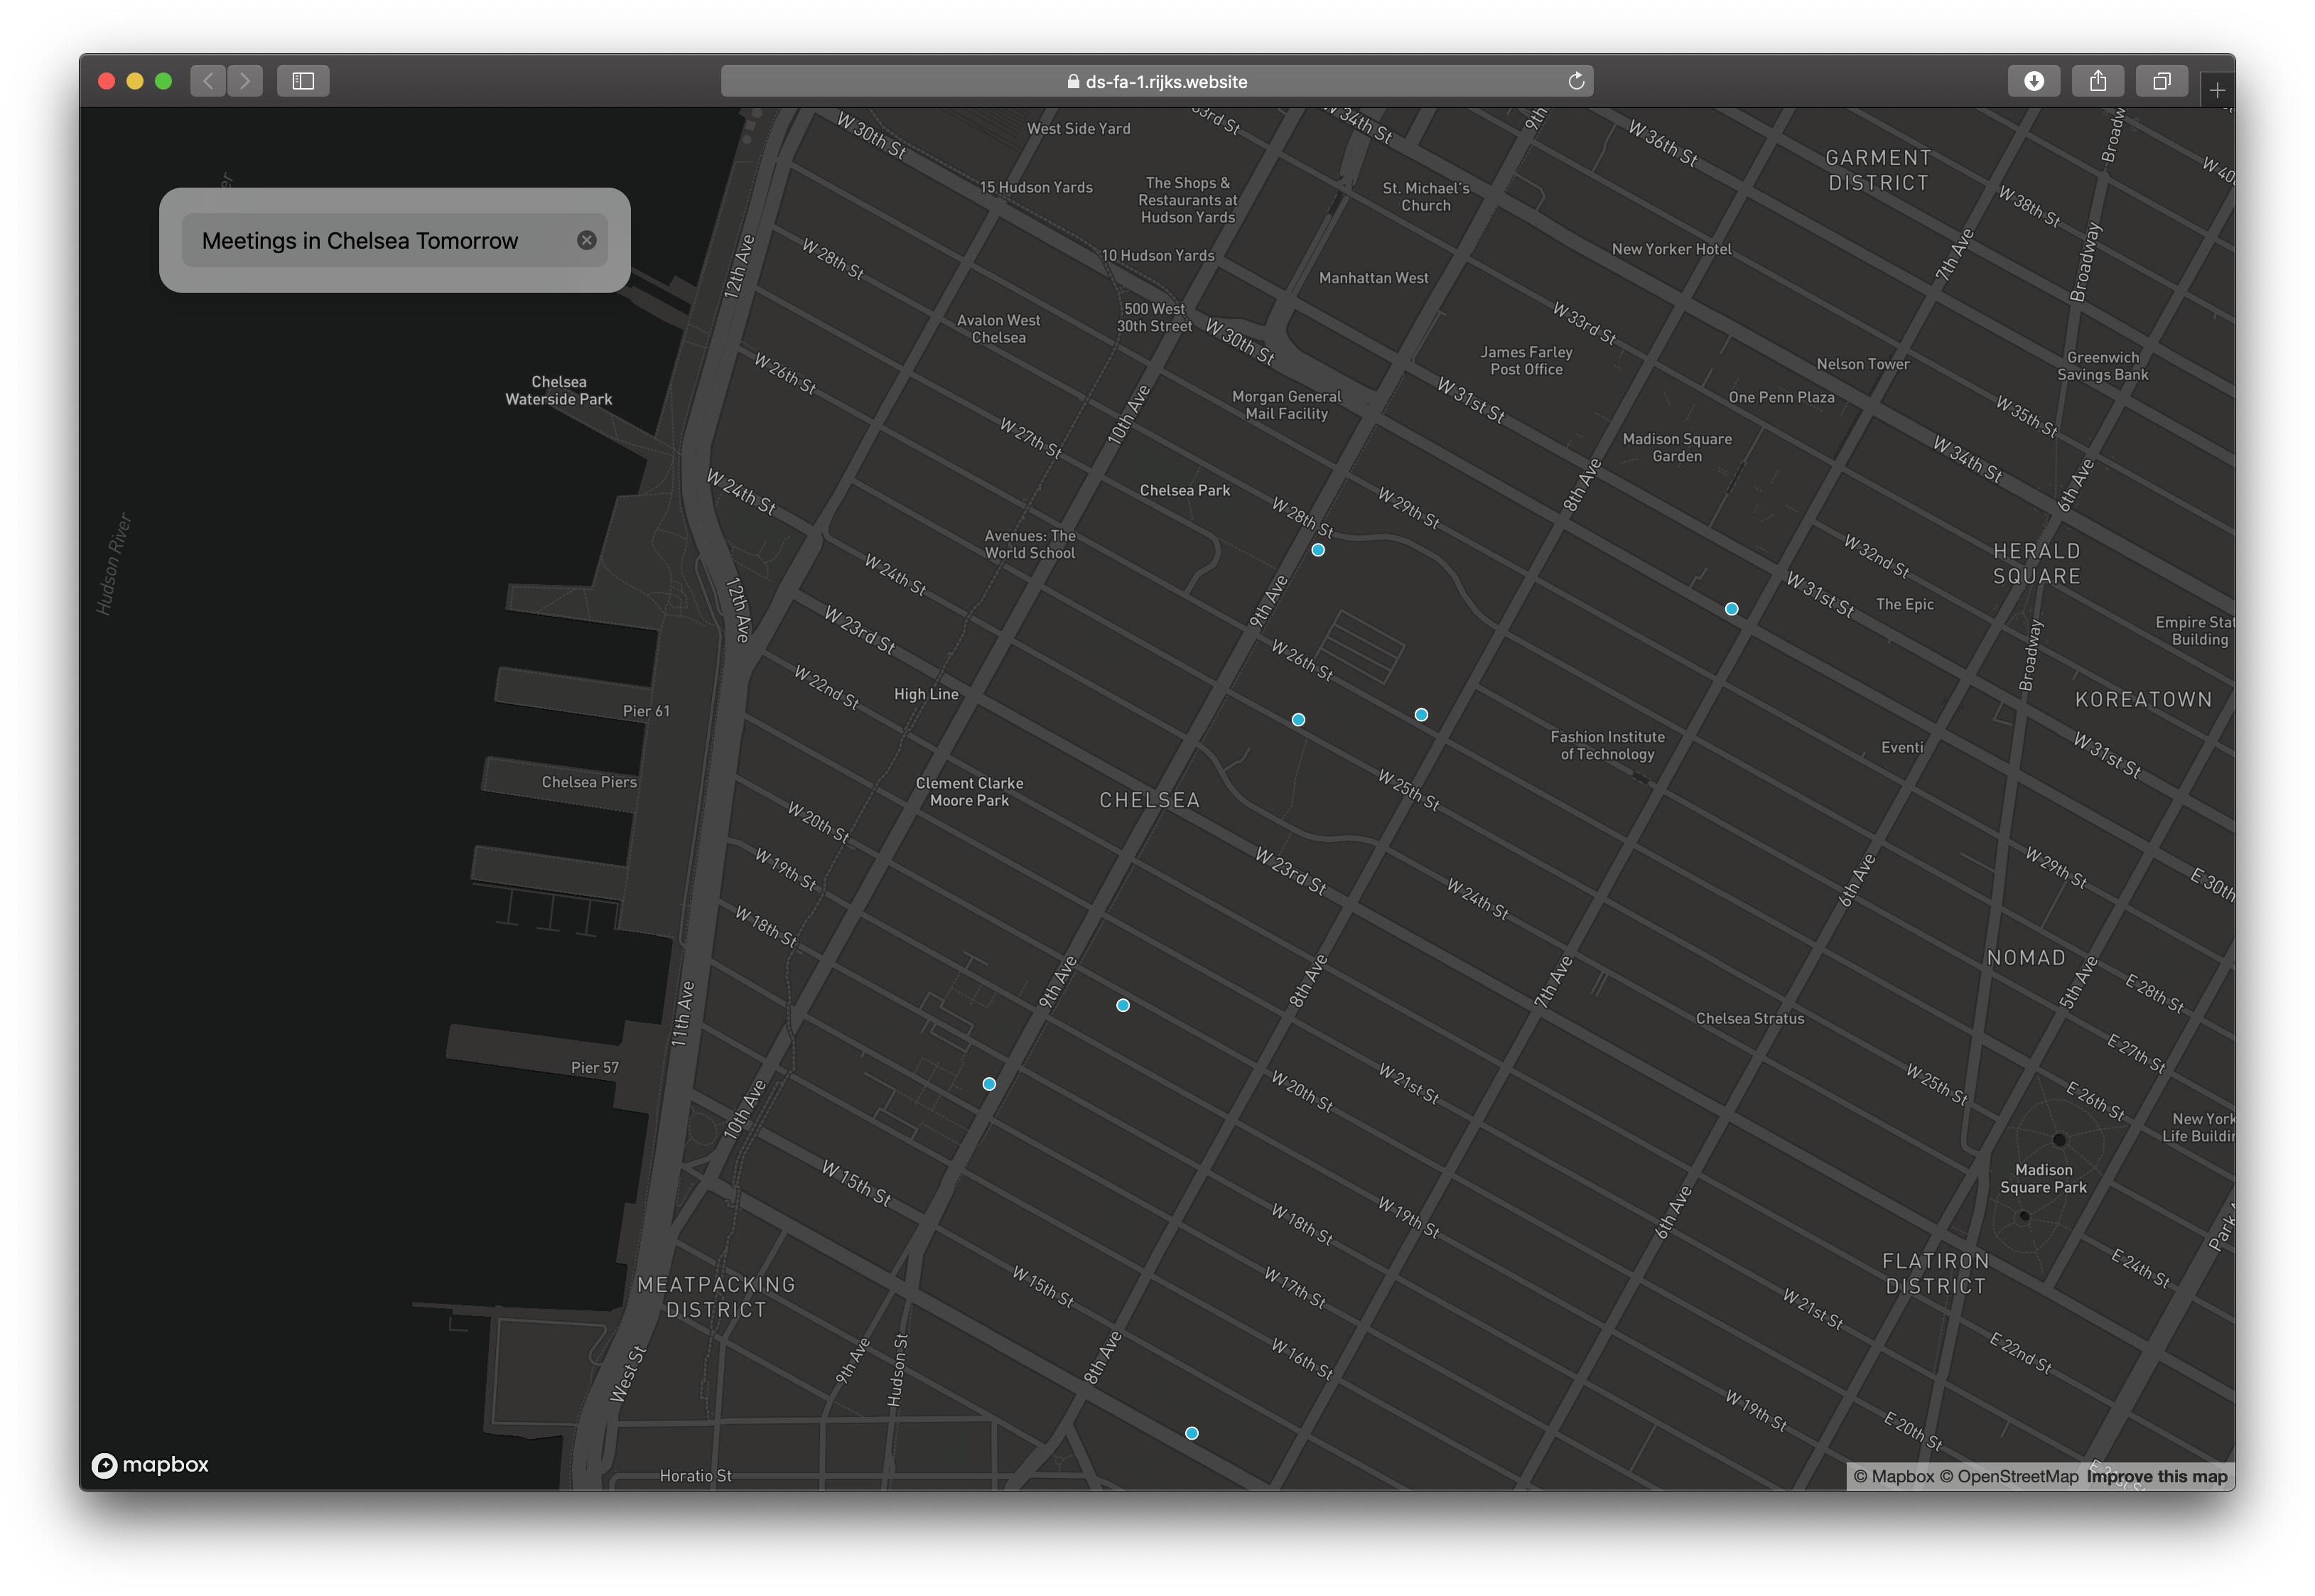 ds-fa-1.rijks.website
Meetings in Chelsea Tomorrow
W 30th St
West Side Yard
W 34th St
W 36th St
GARMENT
DISTRICT
Broadway
15 Hudson Yards
The Shops &
Restaurants at
Hudson Yards
St. Michael's
Church
W 38th St
12th Ave
W 28th St
10 Hudson Yards
Manhattan West
New Yorker Hotel
7th Ave
Avalon West
Chelsea
500 West
30th Street
W 30th St
W 33rd St
James Farley
Post Office
Nelson Tower
Greenwich
Savings Bank
Chelsea
Waterside Park
W 26th St
10th Ave
Morgan General
Mail Facility
W 31st St
One Penn Plaza
W 35th St
W 27th St
Madison Square
Garden
W 34th St
W 24th St
Chelsea Park
W 28th St
W 29th St
8th Ave
6th Ave
Hudson River
Avenues: The
World School
W 32nd St
HERALD
SQUARE
12th Ave
W 24th St
9th Ave
W 31st St
The Epic
W 23rd St
W 26th St
Broadway
Building
W 22nd St
High Line
KOREATOWN
Pier 61
Fashion Institute
of Technology
Eventi
W 31st St
Chelsea Piers
Clement Clarke
Moore Park
CHELSEA
W 25th St
W 20th St
W 19th St
W 23rd St
W 24th St
6th Ave
W 29th St
E 30th
W 18th St
NOMAD
11th Ave
9th Ave
8th Ave
7th Ave
5th Ave
E 28th St
Chelsea Stratus
Pier 57
10th Ave
W 20th St
W 21st St
W 25th St
E 27th St
E 26th St
New York
Madison
Square Park
W 15th St
W 18th St
W 19th St
6th Ave
FLATIRON
DISTRICT
E 24th St
MEATPACKING
DISTRICT
W 15th St
W 17th St
W 21st St
West St
9th Ave
Hudson St
8th Ave
W 16th St
E 22nd St
W 19th St
E 20th St
mapbox
Horatio St
© Mapbox © OpenStreetMap Improve this map